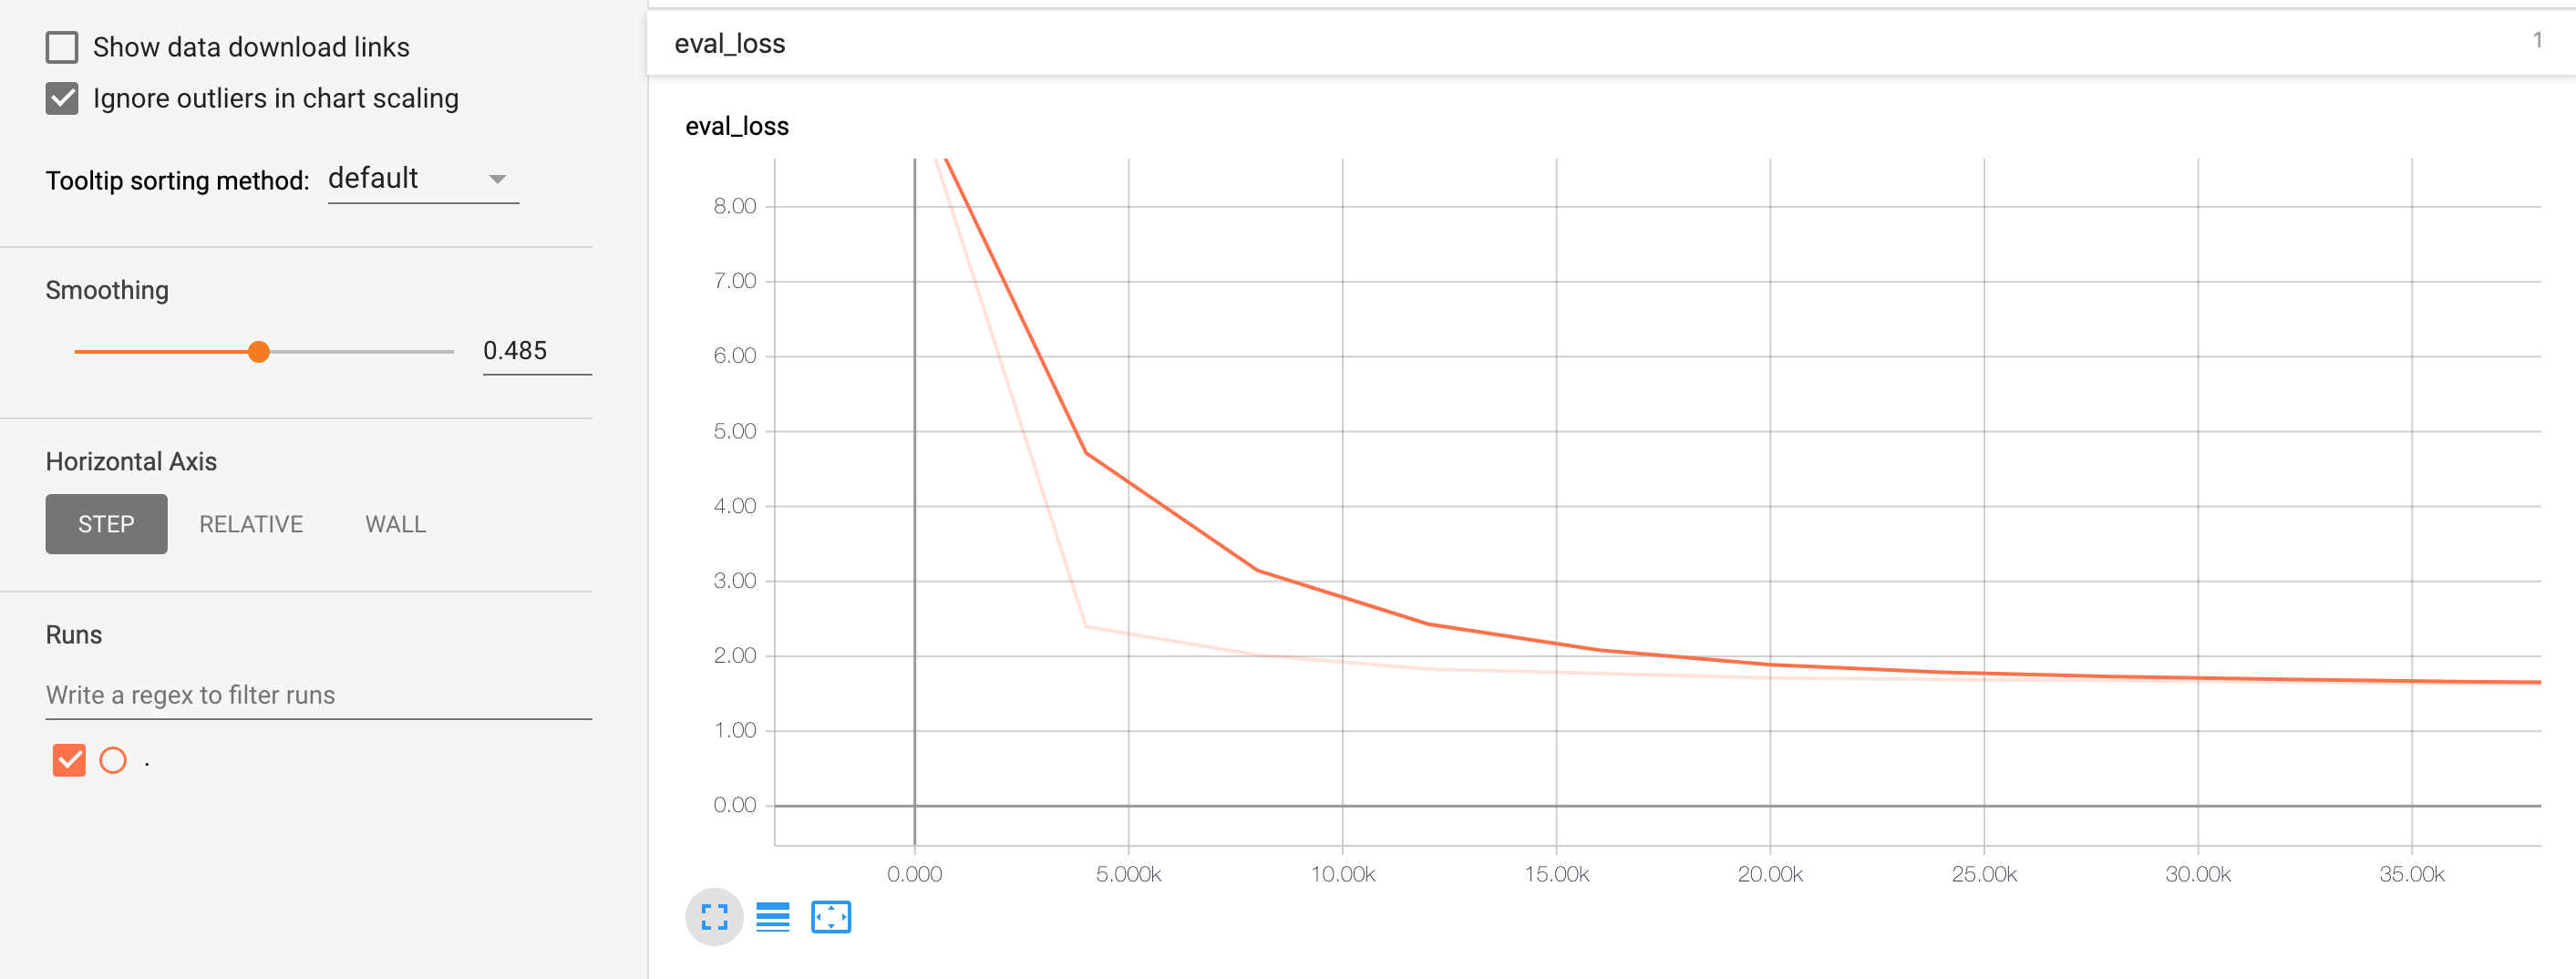 Show data download links
Ignore outliers in chart scaling
Tooltip sorting method: default
Smoothing
0.485
Horizontal Axis
STEP RELATIVE WALL
Runs
Write a regex to filter runs
.
eval_loss 1
eval_loss
8.00
7.00
6.00
5.00
4.00
3.00
2.00
1.00
0.00
0.000 5.000k 10.00k 15.00k 20.00k 25.00k 30.00k 35.00k